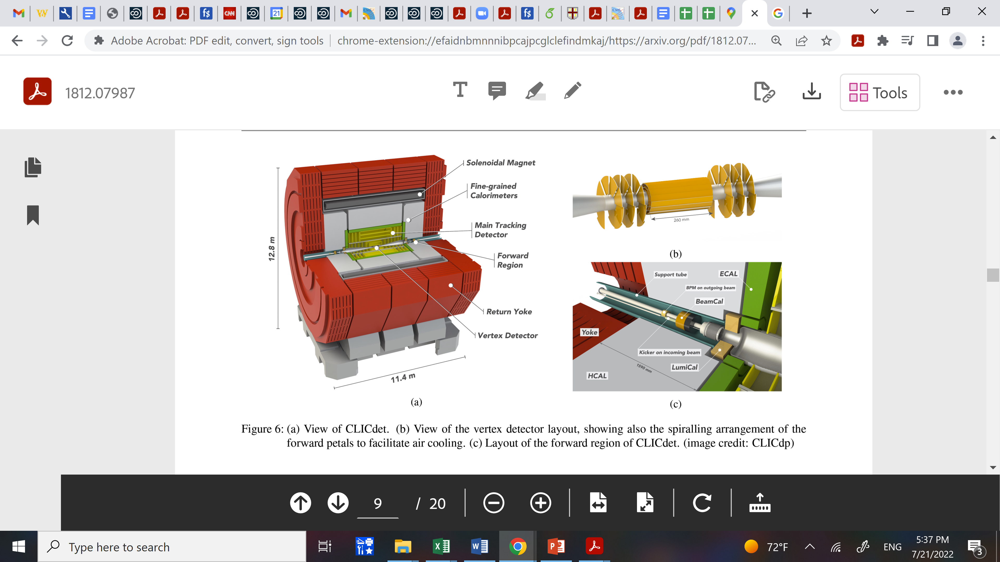 CNN
f$
21
CMS
f$
CMS
Adobe Acrobat: PDF edit, convert, sign tools
chrome-extension://efaidnbmnnnibpcajpcglclefindmkaj/https://arxiv.org/pdf/1812.07...
1812.07987
Tools
Solenoidal Magnet
Fine-grained
Calorimeters
Main Tracking
Detector
Forward
Region
Return Yoke
Vertex Detector
12.8 m
11.4 m
(a)
260 mm
(b)
Support tube
ECAL
BPM on outgoing beam
BeamCal
Yoke
Kicker on incoming beam
LumiCal
1590 mm
HCAL
(c)
Figure 6: (a) View of CLICdet. (b) View of the vertex detector layout, showing also the spiralling arrangement of the
forward petals to facilitate air cooling. (c) Layout of the forward region of CLICdet. (image credit: CLICdp)
9 / 20
Type here to search
72°F
ENG
5:37 PM
7/21/2022
3